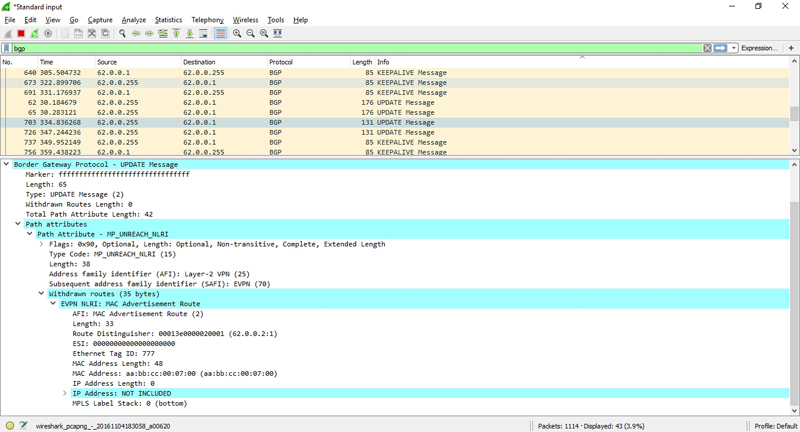 *Standard input
File Edit View Go Capture Analyze Statistics Telephony Wireless Tools Help
bgp
Expression...
No. Time Source Destination Protocol Length Info
640 305.504732 62.0.0.1 62.0.0.255 BGP 85 KEEPALIVE Message
673 322.899706 62.0.0.255 62.0.0.1 BGP 85 KEEPALIVE Message
691 331.176937 62.0.0.1 62.0.0.255 BGP 85 KEEPALIVE Message
62 30.184679 62.0.0.255 62.0.0.1 BGP 176 UPDATE Message
65 30.283121 62.0.0.1 62.0.0.255 BGP 176 UPDATE Message
703 334.836268 62.0.0.255 62.0.0.1 BGP 131 UPDATE Message
726 347.244236 62.0.0.255 62.0.0.1 BGP 131 UPDATE Message
737 349.952149 62.0.0.1 62.0.0.255 BGP 85 KEEPALIVE Message
756 359.438223 62.0.0.255 62.0.0.1 BGP 85 KEEPALIVE Message
Border Gateway Protocol - UPDATE Message
Marker: ffffffffffffffffffffffffffffffff
Length: 65
Type: UPDATE Message (2)
Withdrawn Routes Length: 0
Total Path Attribute Length: 42
Path attributes
Path Attribute - MP_UNREACH_NLRI
Flags: 0x90, Optional, Length: Optional, Non-transitive, Complete, Extended Length
Type Code: MP_UNREACH_NLRI (15)
Length: 38
Address family identifier (AFI): Layer-2 VPN (25)
Subsequent address family identifier (SAFI): EVPN (70)
Withdrawn routes (35 bytes)
EVPN NLRI: MAC Advertisement Route
AFI: MAC Advertisement Route (2)
Length: 33
Route Distinguisher: 00013e0000020001 (62.0.0.2:1)
ESI: 00000000000000000000
Ethernet Tag ID: 777
MAC Address Length: 48
MAC Address: aa:bb:cc:00:07:00 (aa:bb:cc:00:07:00)
IP Address Length: 0
IP Address: NOT INCLUDED
MPLS Label Stack: 0 (bottom)
wireshark_pcapng_-_20161104183058_a00620
Packets: 1114 · Displayed: 43 (3.9%)
Profile: Default